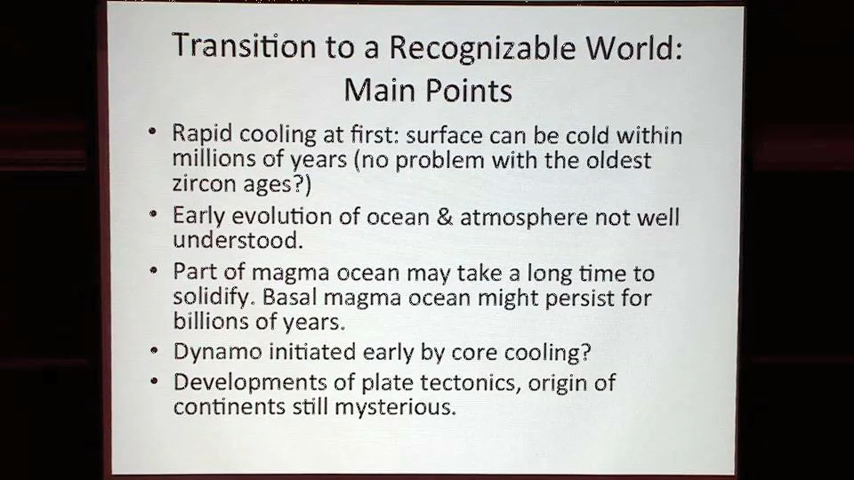 Transition to a Recognizable World:
Main Points
• Rapid cooling at first: surface can be cold within
millions of years (no problem with the oldest
zircon ages?)
• Early evolution of ocean & atmosphere not well
understood.
• Part of magma ocean may take a long time to
solidify. Basal magma ocean might persist for
billions of years.
• Dynamo initiated early by core cooling?
• Developments of plate tectonics, origin of
continents still mysterious.